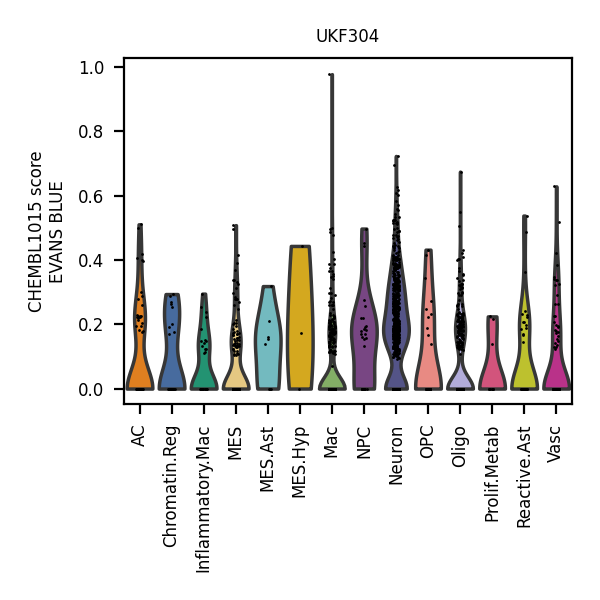 UKF304
CHEMBL1015 score
EVANS BLUE
1.0
0.8
0.6
0.4
0.2
0.0
AC
Chromatin.Reg
Inflammatory.Mac
MES
MES.Ast
MES.Hyp
Mac
NPC
Neuron
OPC
Oligo
Prolif.Metab
Reactive.Ast
Vasc